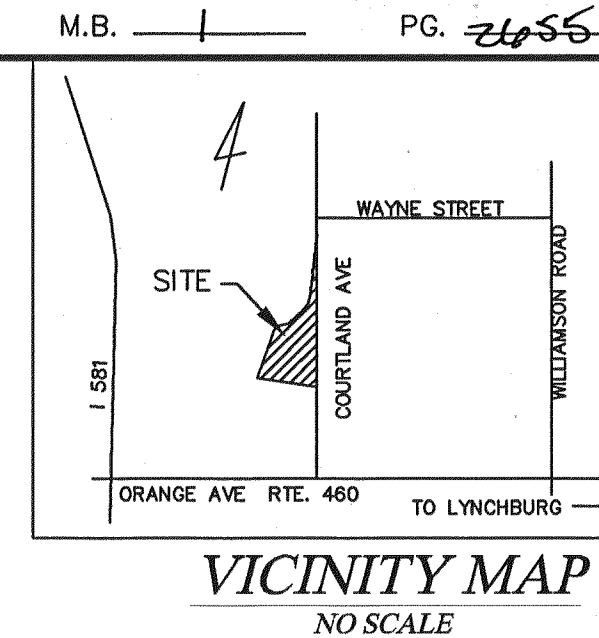 M.B. 1 PG. 2655
WAYNE STREET
SITE
COURTLAND AVE
WILLIAMSON ROAD
I 581
ORANGE AVE RTE. 460
TO LYNCHBURG
VICINITY MAP
NO SCALE